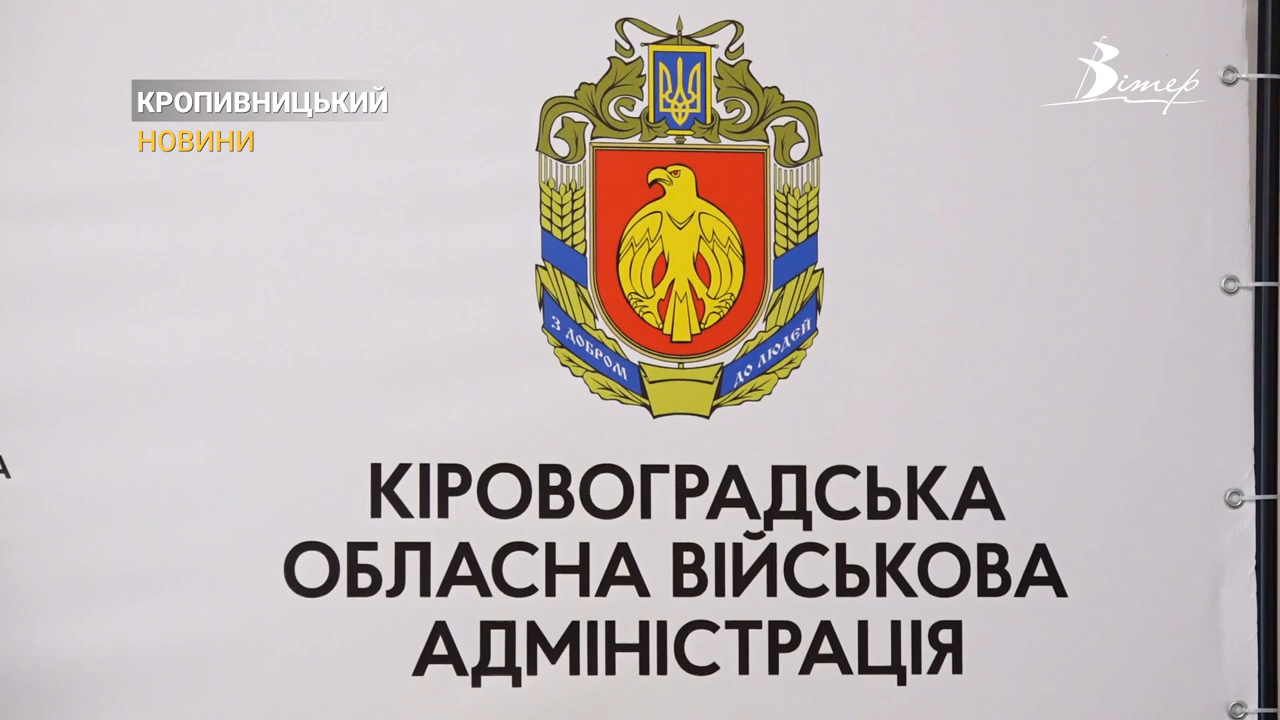 КРОПИВНИЦЬКИЙ
НОВИНИ
Вітер
З ДОБРОМ
ДО ЛЮДЕЙ
КІРОВОГРАДСЬКА
ОБЛАСНА ВІЙСЬКОВА
АДМІНІСТРАЦІЯ
А